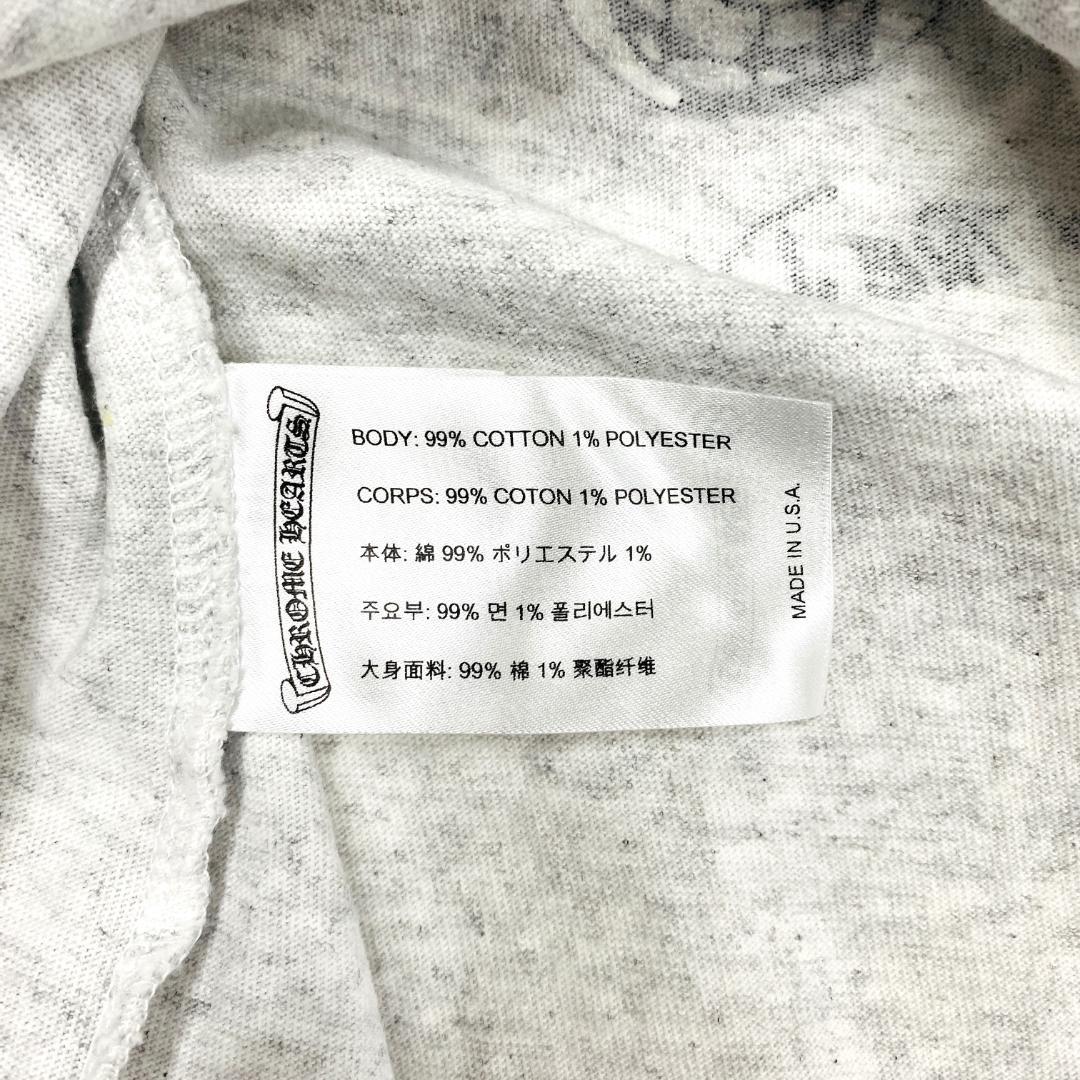 CHROME HEARTS
BODY: 99% COTTON 1% POLYESTER
CORPS: 99% COTON 1% POLYESTER
本体: 綿 99% ポリエステル 1%
주요부: 99% 면 1% 폴리에스터
大身面料: 99% 棉 1% 聚酯纤维
MADE IN U.S.A.